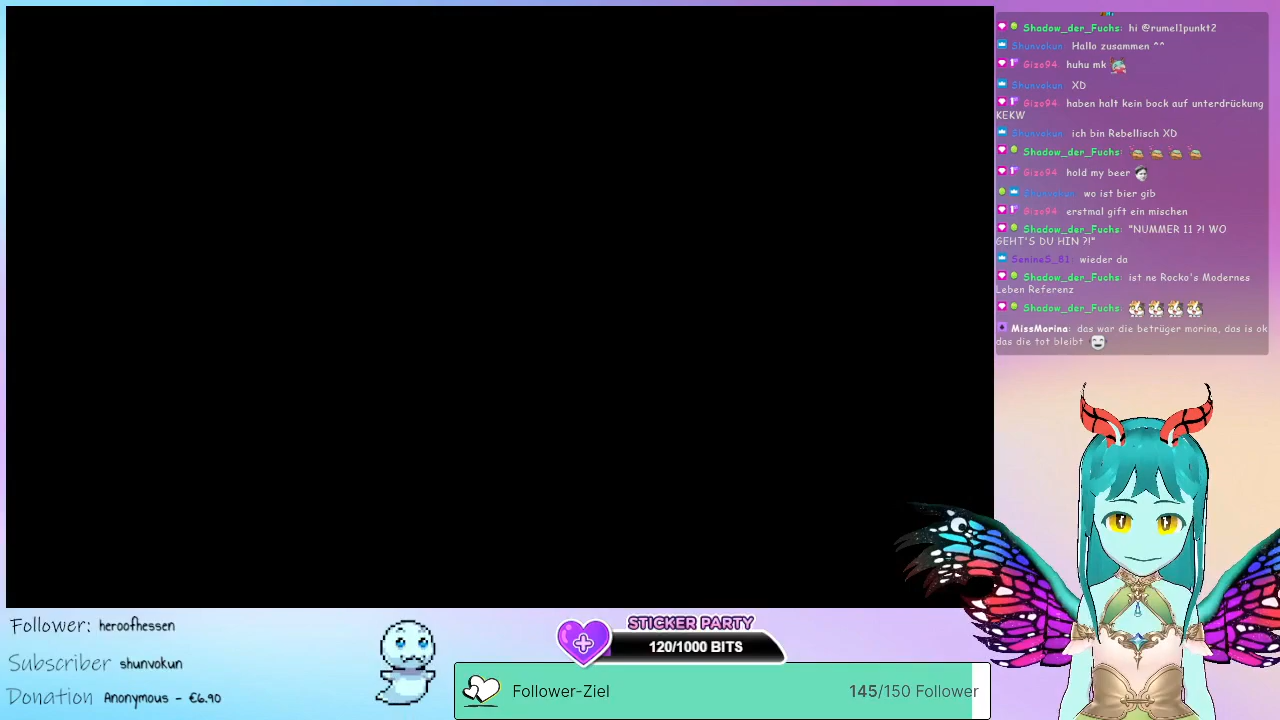 Shadow_der_Fuchs: hi @rumel1punkt2
Shunvokun: Hallo zusammen ^^
Gizo94: huhu mk
Shunvokun: XD
Gizo94: haben halt kein bock auf unterdrückung
KEKW
Shunvokun: ich bin Rebellisch XD
Shadow_der_Fuchs:
Gizo94: hold my beer
Shunvokun: wo ist bier gib
Gizo94: erstmal gift ein mischen
Shadow_der_Fuchs: "NUMMER 11 ?! WO
GEHT'S DU HIN ?!"
SenineS_81: wieder da
Shadow_der_Fuchs: ist ne Rocko's Modernes
Leben Referenz
Shadow_der_Fuchs:
MissMorina: das war die betrüger morina, das is ok
das die tot bleibt
Follower: heroofhessen
Subscriber shunvokun
Donation Anonymous - €6.90
STICKER PARTY
120/1000 BITS
Follower-Ziel
145/150 Follower